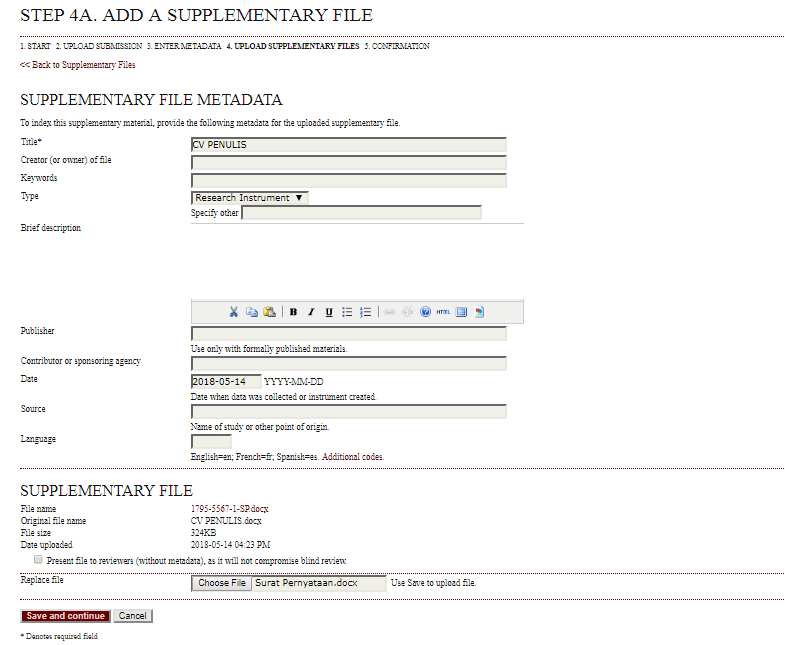 STEP 4A. ADD A SUPPLEMENTARY FILE
1. START 2. UPLOAD SUBMISSION 3. ENTER METADATA 4. UPLOAD SUPPLEMENTARY FILES 5. CONFIRMATION
<< Back to Supplementary Files
SUPPLEMENTARY FILE METADATA
To index this supplementary material, provide the following metadata for the uploaded supplementary file.
Title* CV PENULIS
Creator (or owner) of file
Keywords
Type Research Instrument ▼
Specify other
Brief description
B I U HTML
Publisher
Use only with formally published materials.
Contributor or sponsoring agency
Date 2018-05-14 YYYY-MM-DD
Date when data was collected or instrument created.
Source
Name of study or other point of origin.
Language
English=en; French=fr; Spanish=es. Additional codes.
SUPPLEMENTARY FILE
File name 1795-5567-1-SP.docx
Original file name CV PENULIS.docx
File size 324KB
Date uploaded 2018-05-14 04:23 PM
Present file to reviewers (without metadata), as it will not compromise blind review.
Replace file Choose File Surat Pernyataan.docx Use Save to upload file.
Save and continue Cancel
* Denotes required field